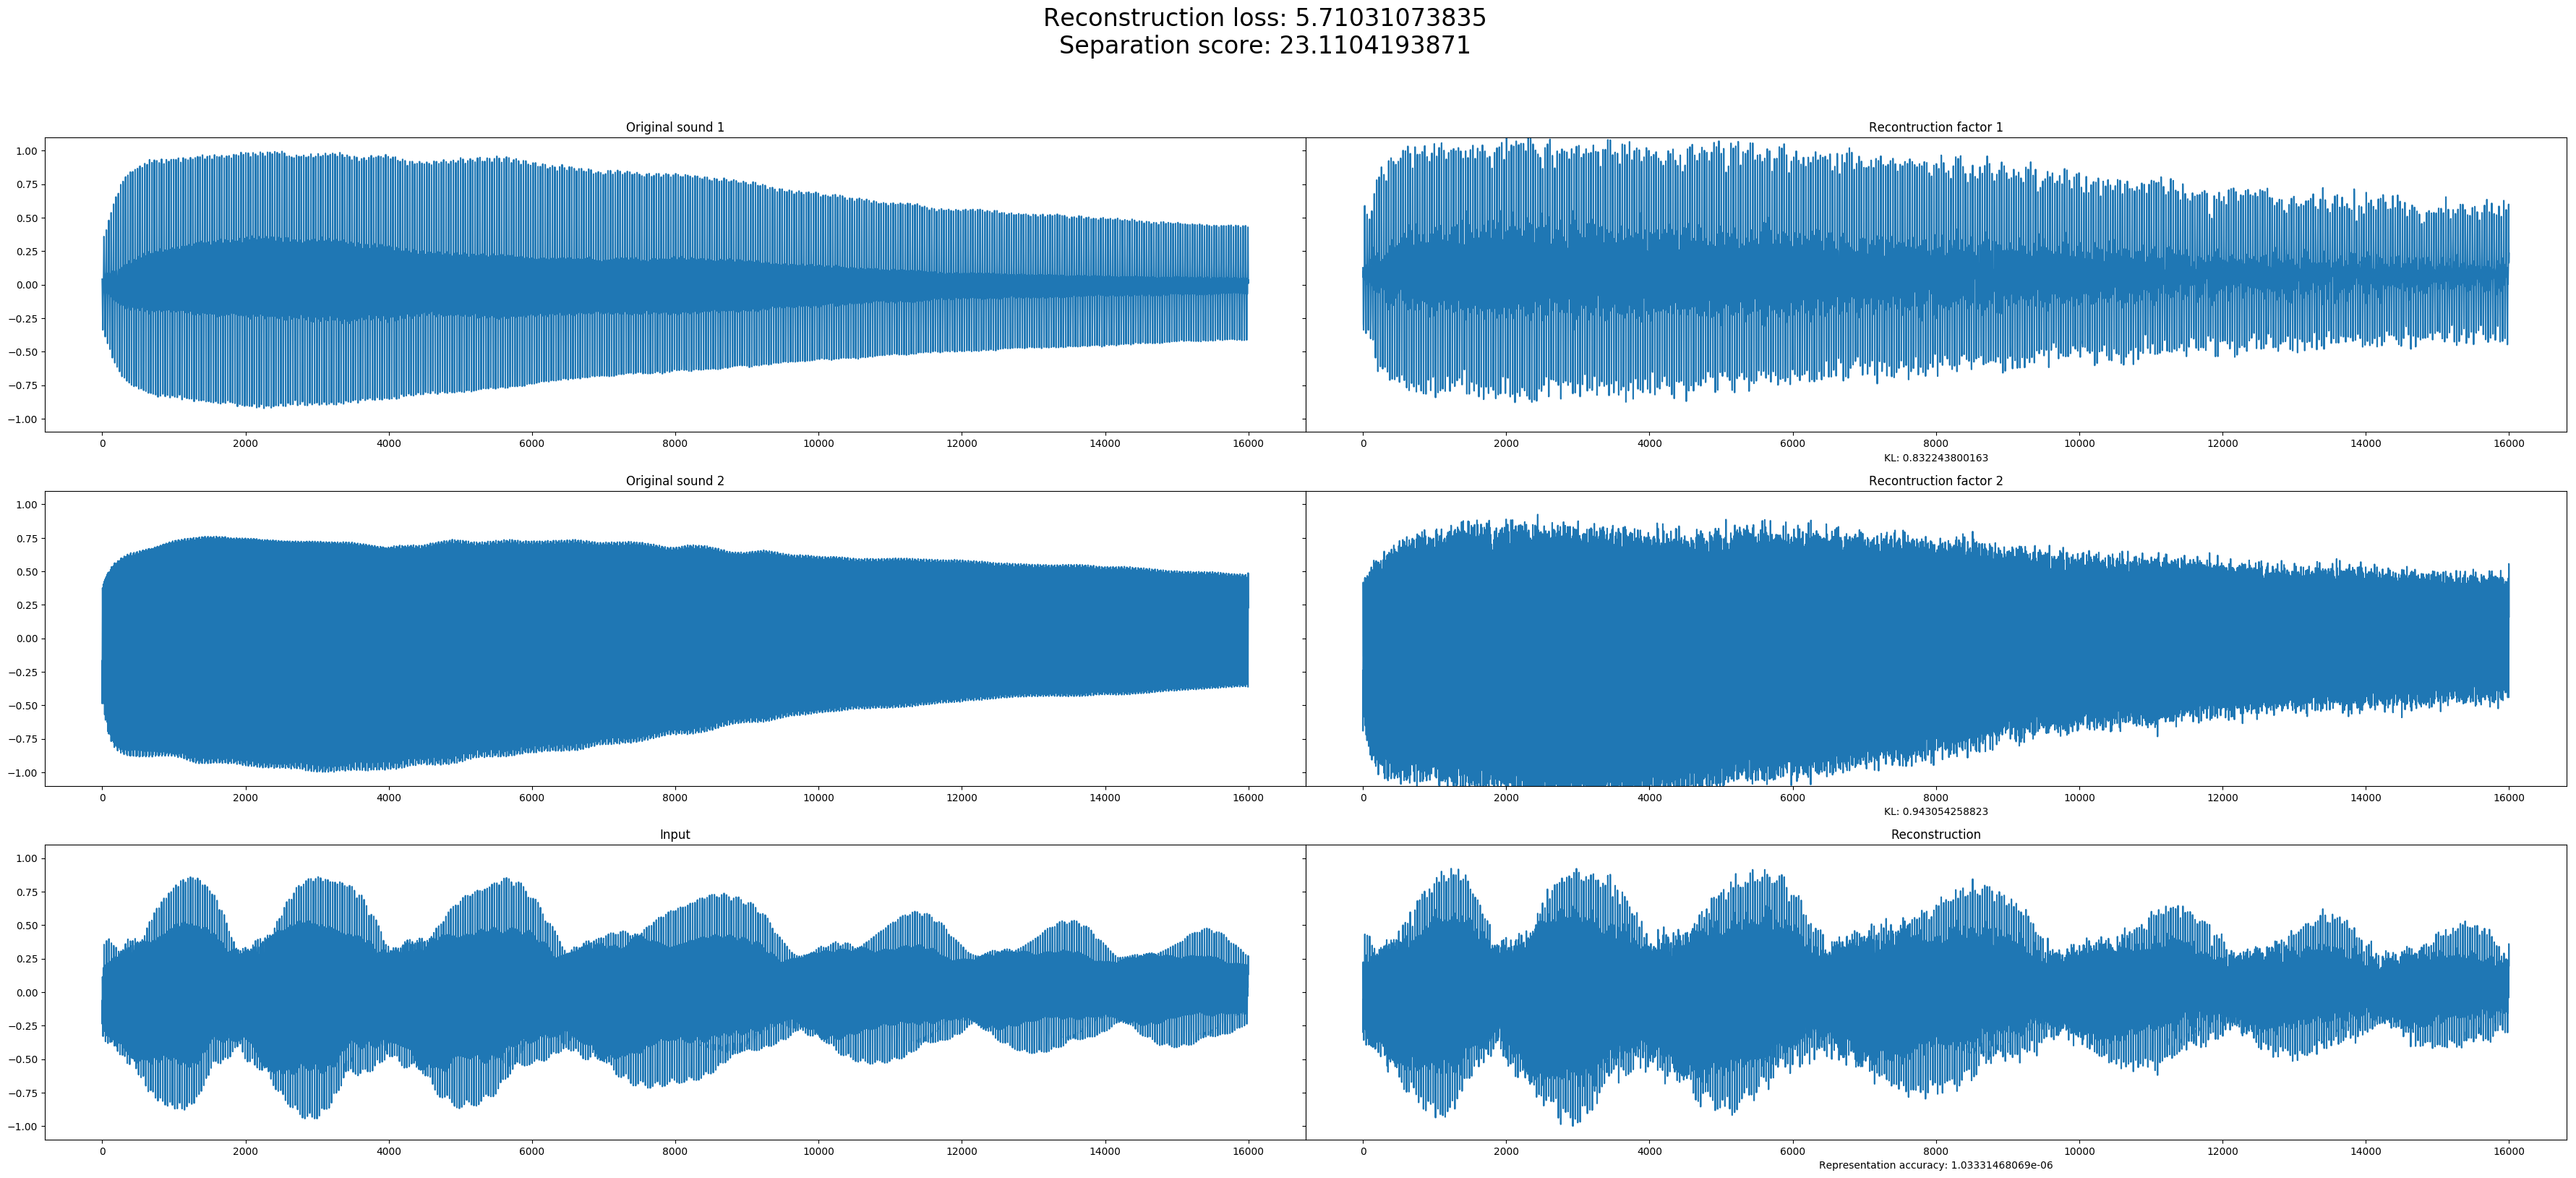 Reconstruction loss: 5.71031073835
Separation score: 23.1104193871
Original sound 1
Recontruction factor 1
1.00
0.75
0.50
0.25
0.00
−0.25
−0.50
−0.75
−1.00
0 2000 4000 6000 8000 10000 12000 14000 16000
0 2000 4000 6000 8000 10000 12000 14000 16000
KL: 0.832243800163
Original sound 2
Recontruction factor 2
1.00
0.75
0.50
0.25
0.00
−0.25
−0.50
−0.75
−1.00
0 2000 4000 6000 8000 10000 12000 14000 16000
0 2000 4000 6000 8000 10000 12000 14000 16000
KL: 0.943054258823
Input
Reconstruction
1.00
0.75
0.50
0.25
0.00
−0.25
−0.50
−0.75
−1.00
0 2000 4000 6000 8000 10000 12000 14000 16000
0 2000 4000 6000 8000 10000 12000 14000 16000
Representation accuracy: 1.03331468069e-06